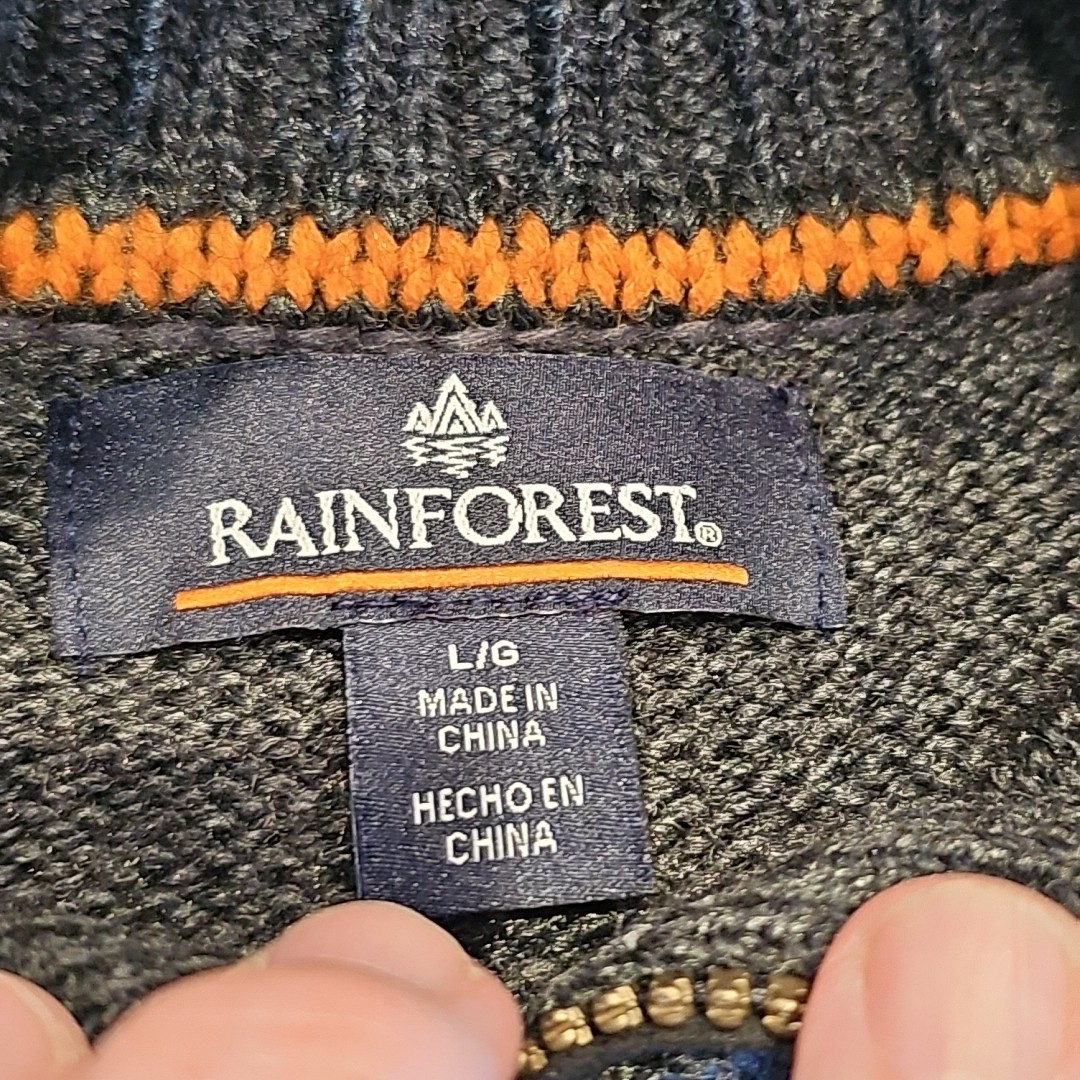 RAINFOREST®
L/G
MADE IN
CHINA
HECHO EN
CHINA